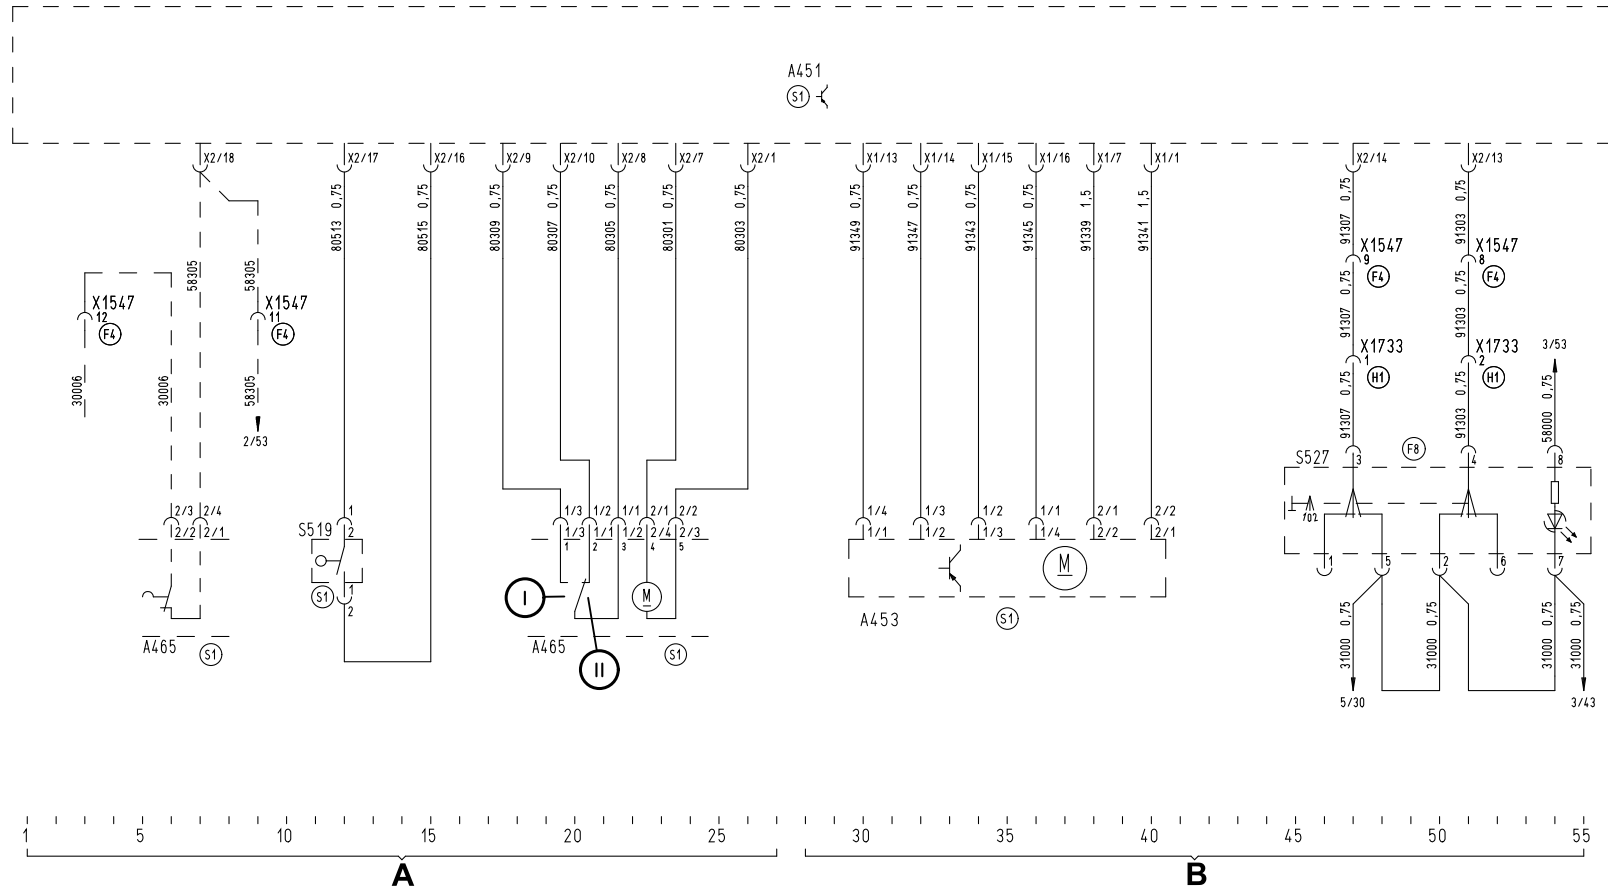 A451
S1
X2/18
X2/17
X2/16
X2/9
X2/10
X2/8
X2/7
X2/1
X1/13
X1/14
X1/15
X1/16
X1/7
X1/1
X2/14
X2/13
80513 0,75
80515 0,75
80309 0,75
80307 0,75
80305 0,75
80301 0,75
80303 0,75
91349 0,75
91347 0,75
91343 0,75
91345 0,75
91339 1,5
91341 1,5
91307 0,75
91303 0,75
X1547
9
F4
X1547
8
F4
58305
58305
X1547
12
F4
X1547
11
F4
91307 0,75
91303 0,75
X1733
1
H1
X1733
2
H1
3/53
30006
30006
58305
2/53
91307 0,75
91303 0,75
58000 0,75
S527
3
F8
4
8
2/3
2/4
2/2
2/1
S519
1
2
1/3
1/2
1/1
2/1
2/2
1/3
1/1
1/2
2/4
2/3
1
2
3
4
5
1/4
1/3
1/2
1/1
2/1
2/2
1/1
1/2
1/3
1/4
2/2
2/1
102
1
5
2
6
7
S1
1
2
I
M
M
A465
S1
A465
II
S1
A453
S1
31000 0,75
31000 0,75
31000 0,75
31000 0,75
5/30
3/43
1 5 10 15 20 25 30 35 40 45 50 55
A B